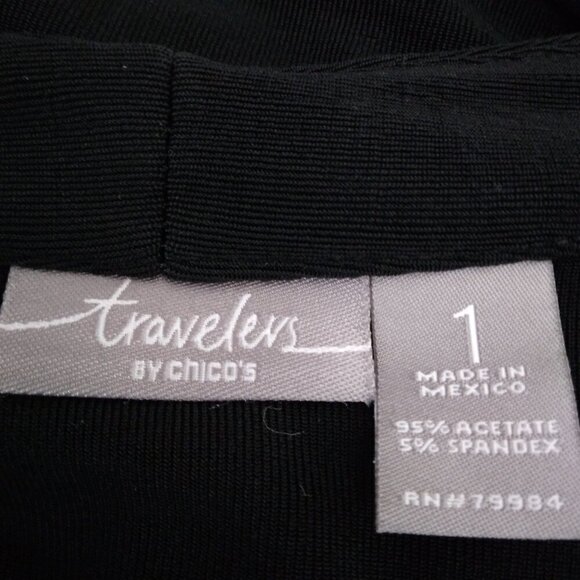 travelers
BY CHICO'S
1
MADE IN
MEXICO
95% ACETATE
5% SPANDEX
RN#79984